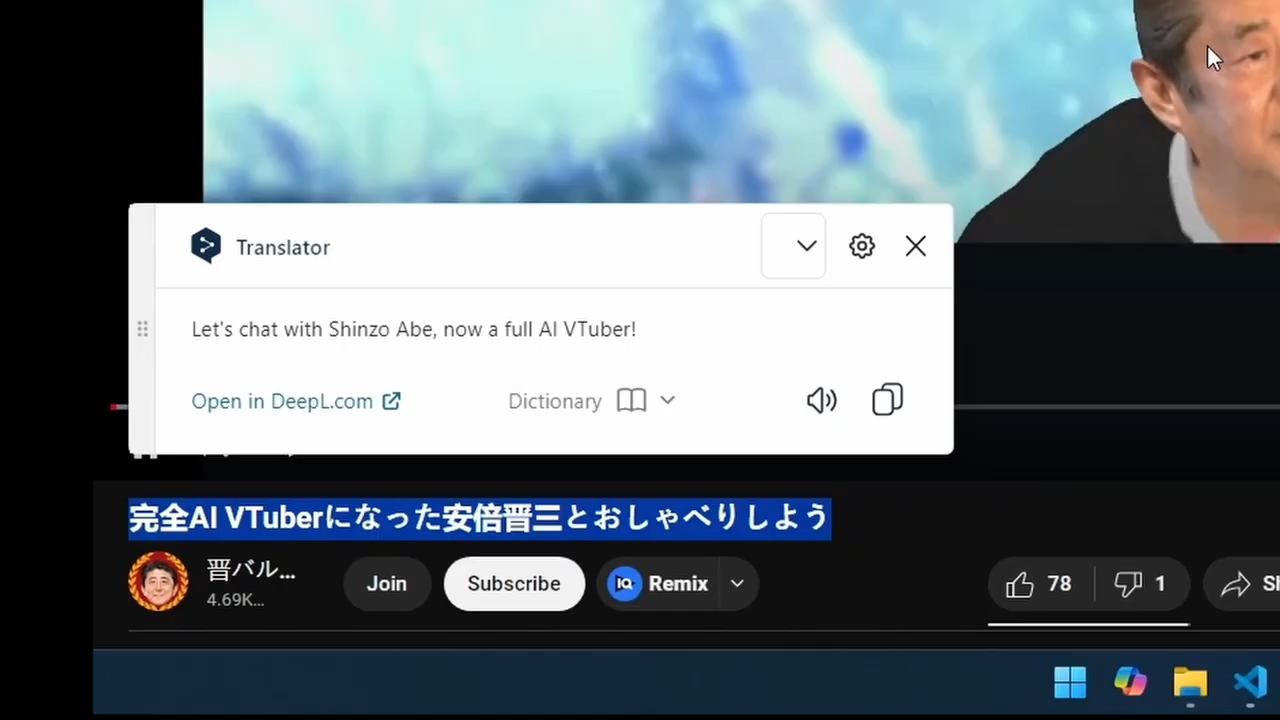 Translator
Let's chat with Shinzo Abe, now a full AI VTuber!
Open in DeepL.com
Dictionary
完全AI VTuberになった安倍晋三とおしゃべりしよう
晋バル...
4.69K...
Join
Subscribe
IQ
Remix
78
1
Sh